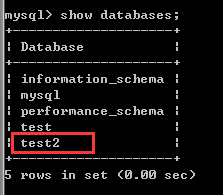 mysql> show databases;
+--------------------+
| Database           |
+--------------------+
| information_schema |
| mysql              |
| performance_schema |
| test               |
| test2              |
+--------------------+
5 rows in set (0.00 sec)